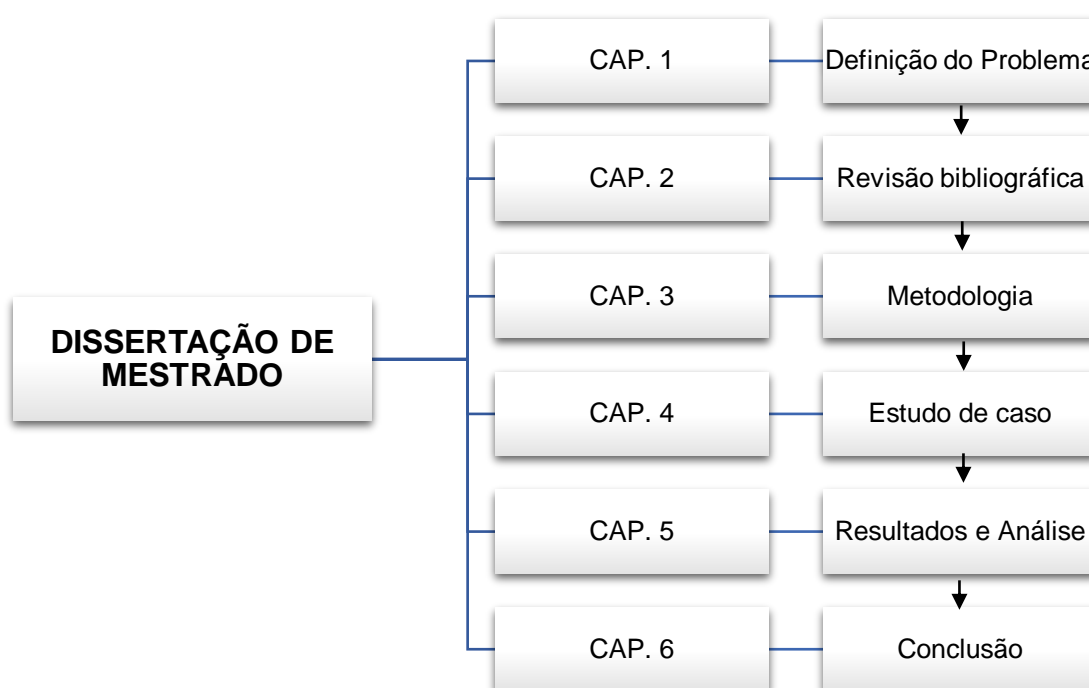 DISSERTAÇÃO DE
MESTRADO
CAP. 1
Definição do Problema
CAP. 2
Revisão bibliográfica
CAP. 3
Metodologia
CAP. 4
Estudo de caso
CAP. 5
Resultados e Análise
CAP. 6
Conclusão